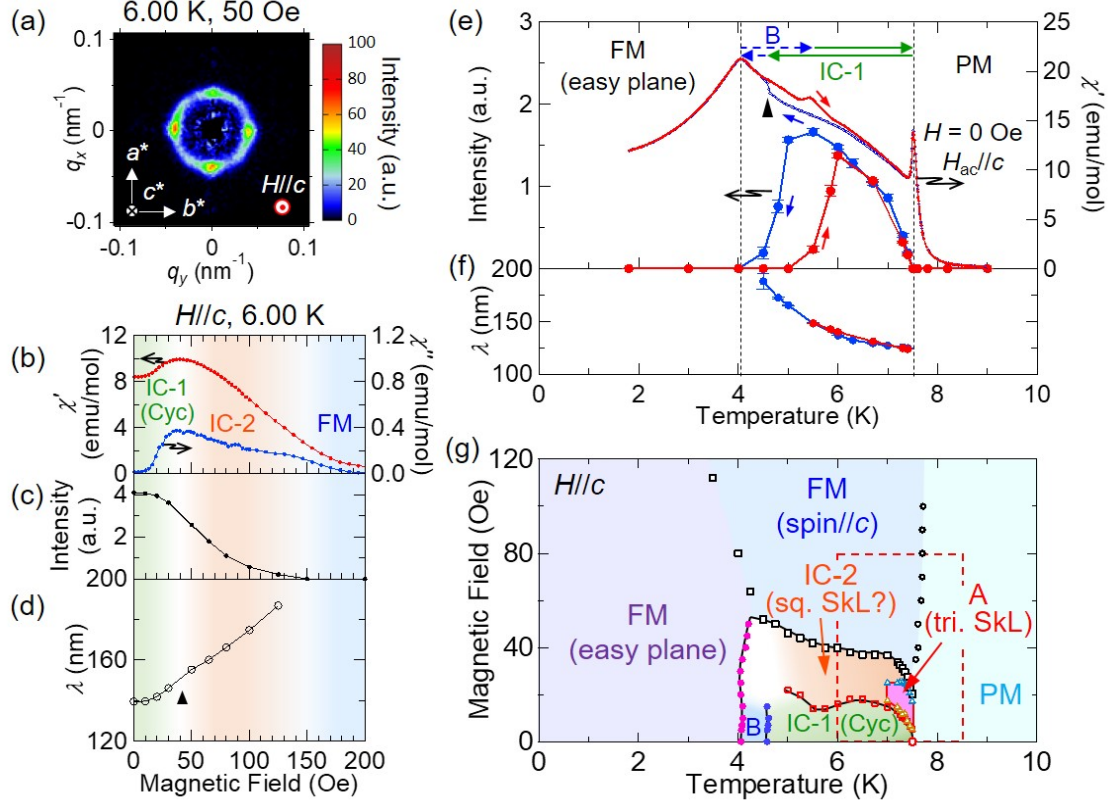 (a)
6.00 K, 50 Oe
0.1
0
-0.1
qx (nm⁻¹)
-0.1
0
0.1
qy (nm⁻¹)
a*
c*
b*
H//c
100
80
60
40
20
0
Intensity (a.u.)
H//c, 6.00 K
(b)
12
8
4
0
χ' (emu/mol)
1.2
0.8
0.4
0.0
χ'' (emu/mol)
IC-1
(Cyc)
IC-2
FM
(c)
4
2
0
Intensity
(a.u.)
(d)
200
160
120
λ (nm)
0
50
100
150
200
Magnetic Field (Oe)
(e)
3
2
1
Intensity (a.u.)
25
20
15
10
5
0
χ' (emu/mol)
FM
(easy plane)
B
IC-1
PM
H = 0 Oe
Hac//c
(f)
200
150
100
λ (nm)
0
2
4
6
8
10
Temperature (K)
(g)
120
80
40
0
Magnetic Field (Oe)
H//c
FM
(spin//c)
IC-2
(sq. SkL?)
A
(tri. SkL)
FM
(easy plane)
PM
B
IC-1 (Cyc)
0
2
4
6
8
10
Temperature (K)